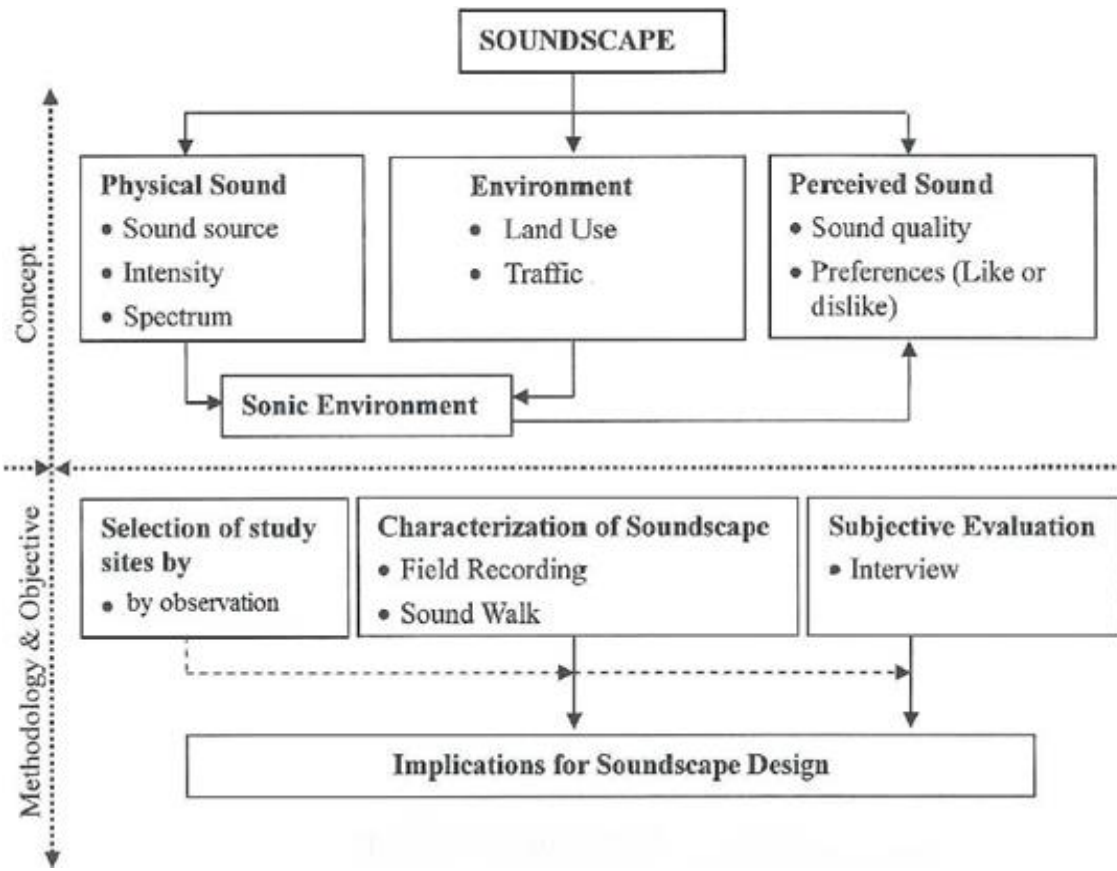 SOUNDSCAPE
Concept
Physical Sound
• Sound source
• Intensity
• Spectrum
Environment
• Land Use
• Traffic
Perceived Sound
• Sound quality
• Preferences (Like or
dislike)
Sonic Environment
Methodology & Objective
Selection of study
sites by
• by observation
Characterization of Soundscape
• Field Recording
• Sound Walk
Subjective Evaluation
• Interview
Implications for Soundscape Design